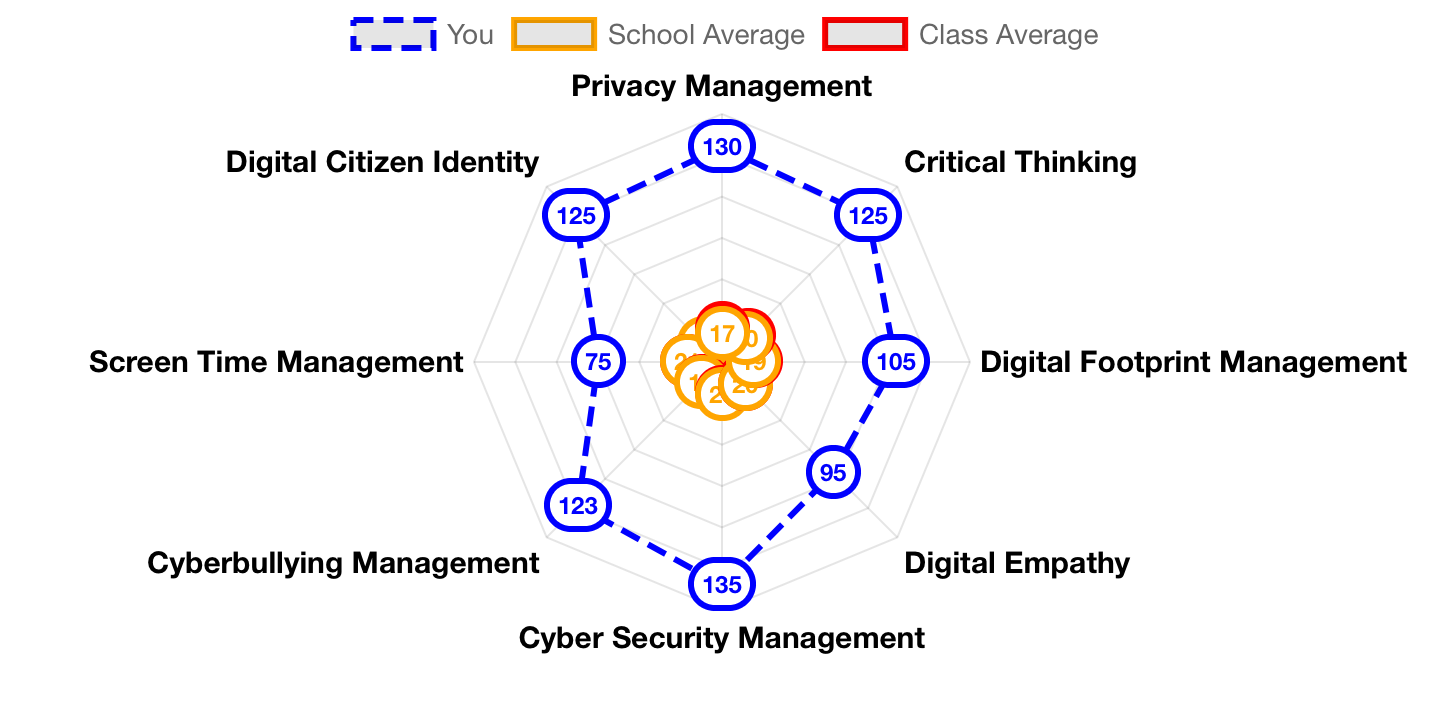 You School Average Class Average
Privacy Management
130
Digital Citizen Identity Critical Thinking
125 125
17
Screen Time Management 75 105 Digital Footprint Management
95
123
Cyberbullying Management Digital Empathy
135
Cyber Security Management